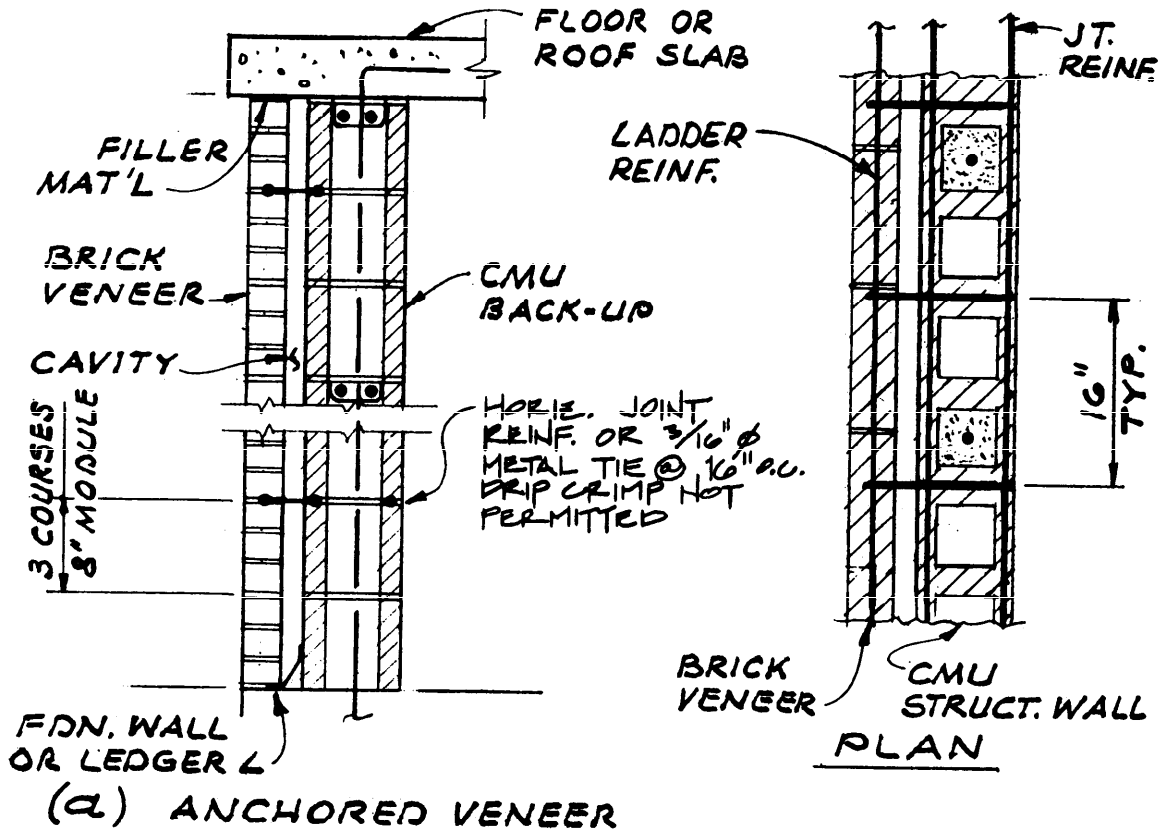 FLOOR OR
ROOF SLAB
FILLER
MAT'L
BRICK
VENEER
CAVITY
3 COURSES
8" MODULE
CMU
BACK-UP
HORIZ. JOINT
REINF. OR 3/16" ø
METAL TIE @ 16" O.C.
DRIP CRIMP NOT
PERMITTED
FDN. WALL
OR LEDGER L
(a) ANCHORED VENEER
JT.
REINF
LADDER
REINF.
16"
TYP.
BRICK
VENEER
CMU
STRUCT. WALL
PLAN